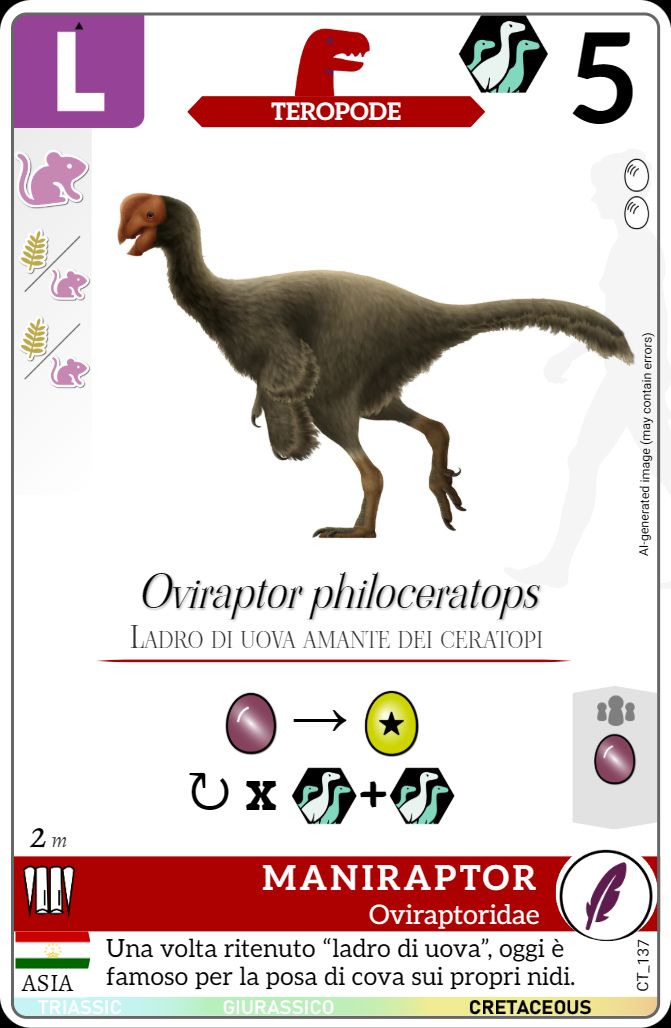 L
TEROPODE
5
AI-generated image (may contain errors)
Oviraptor philoceratops
LADRO DI UOVA AMANTE DEI CERATOPI
x
+
2 m
MANIRAPTOR
Oviraptoridae
ASIA
Una volta ritenuto “ladro di uova”, oggi è
famoso per la posa di cova sui propri nidi.
CT_137
TRIASSIC GIURASSICO CRETACEOUS